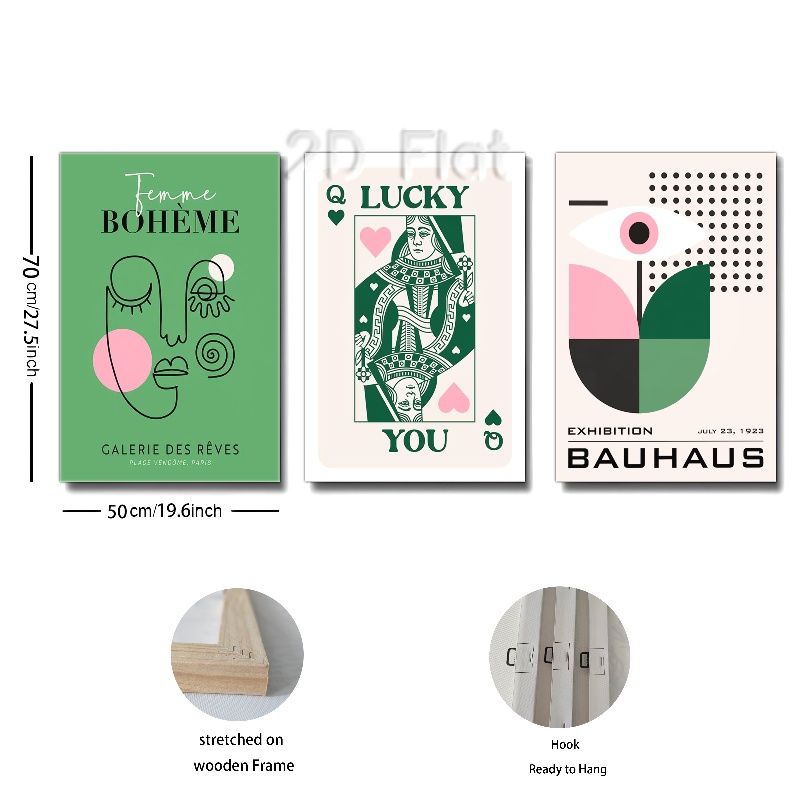 2D Flat
Femme
BOHÈME
GALERIE DES RÊVES
PLACE VENDÔME, PARIS
Q LUCKY
YOU Q
EXHIBITION JULY 23, 1923
BAUHAUS
70 cm/27.5inch
50 cm/19.6inch
stretched on
wooden Frame
Hook
Ready to Hang